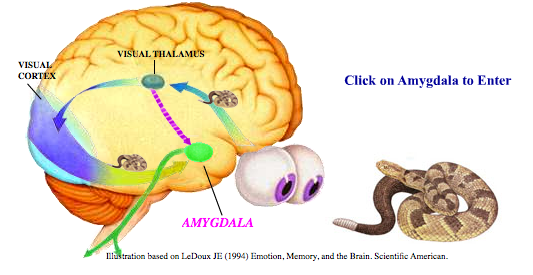 VISUAL THALAMUS
VISUAL
CORTEX
Click on Amygdala to Enter
AMYGDALA
Illustration based on LeDoux JE (1994) Emotion, Memory, and the Brain. Scientific American.